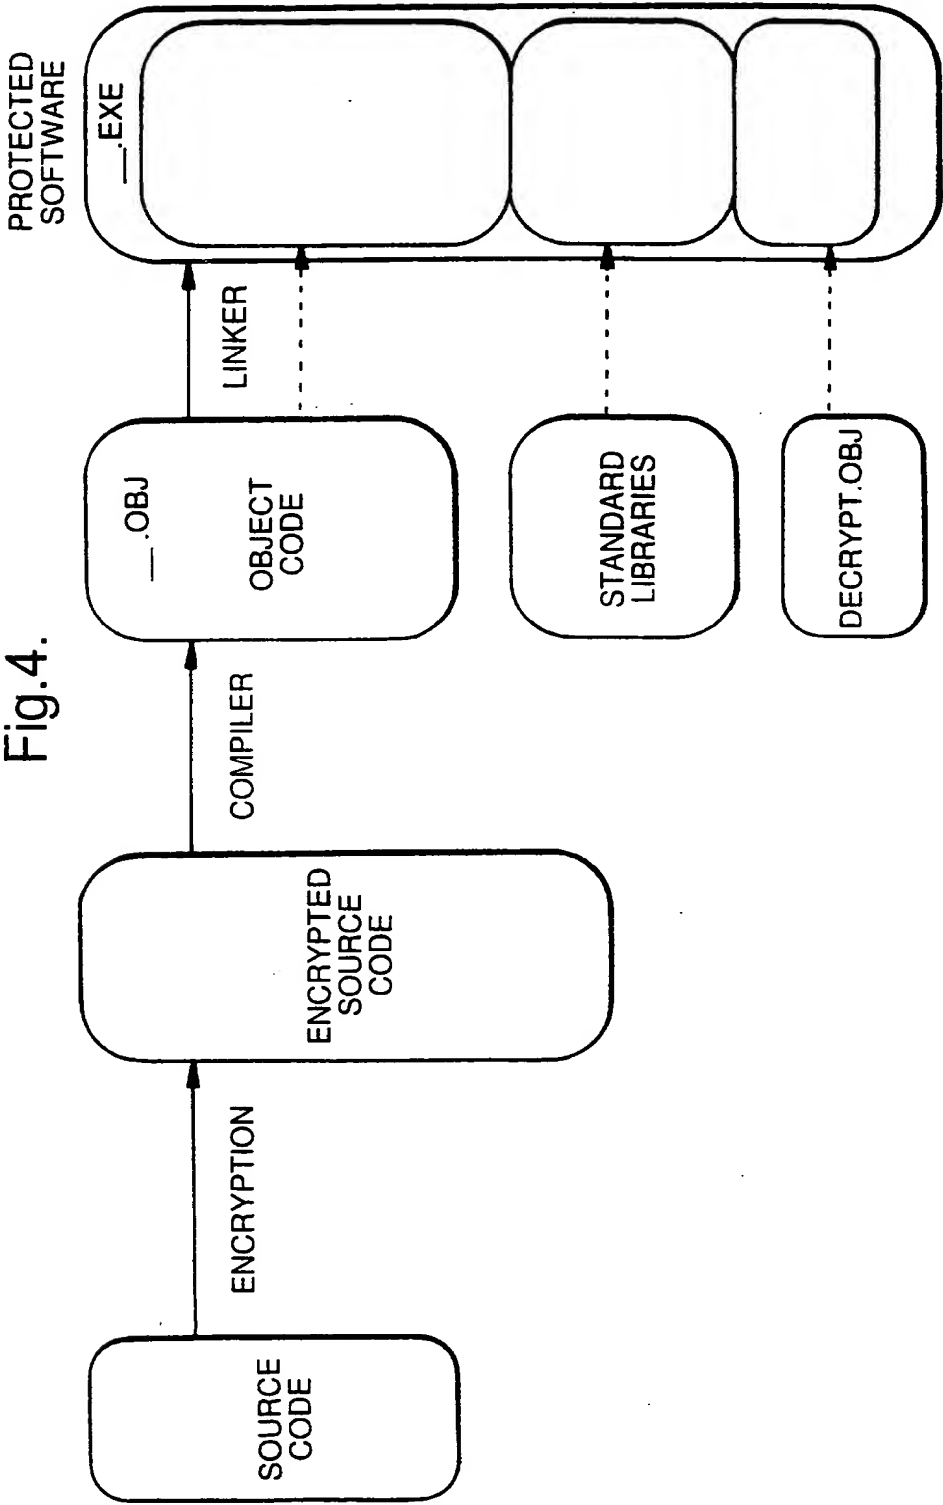 Fig.4.
SOURCE
CODE
ENCRYPTION
ENCRYPTED
SOURCE
CODE
COMPILER
__.OBJ
OBJECT
CODE
STANDARD
LIBRARIES
DECRYPT.OBJ
LINKER
PROTECTED
SOFTWARE
__.EXE